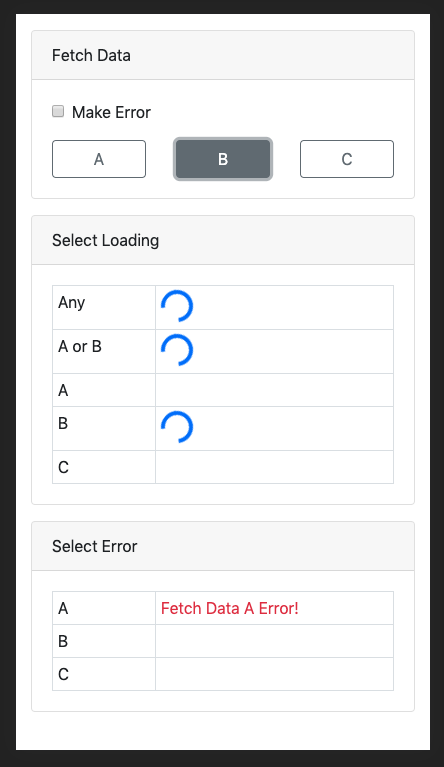 Fetch Data
Make Error
A B C
Select Loading
Any
A or B
A
B
C
Select Error
A Fetch Data A Error!
B
C